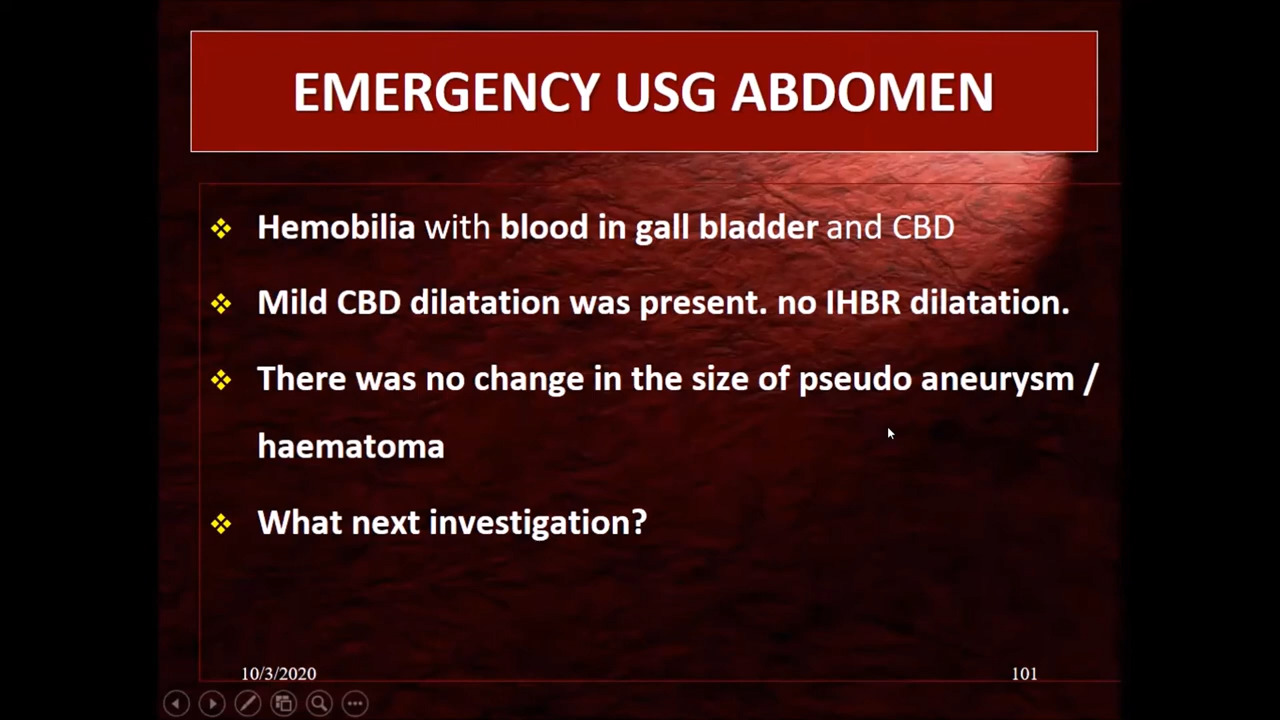 EMERGENCY USG ABDOMEN
Hemobilia with blood in gall bladder and CBD
Mild CBD dilatation was present. no IHBR dilatation.
There was no change in the size of pseudo aneurysm /
haematoma
What next investigation?
10/3/2020
101